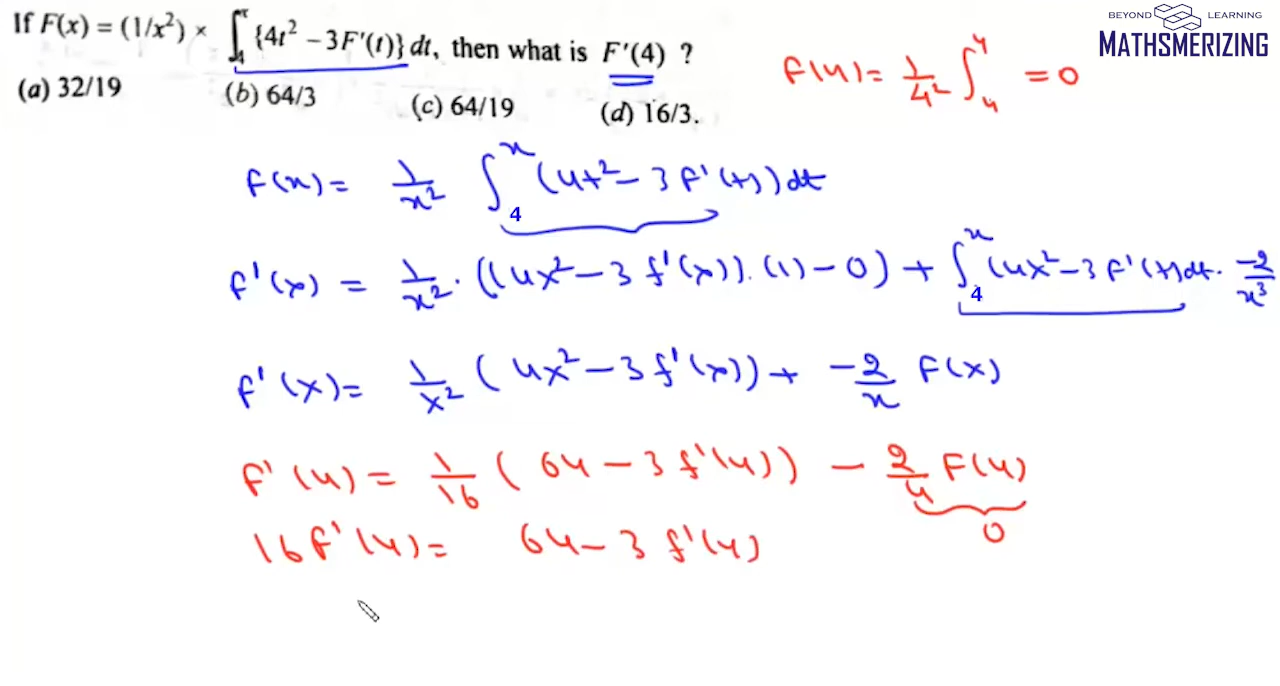 BEYOND LEARNING
MATHSMERIZING
If F(x) = (1/x²) × ∫₄ˣ {4t² − 3F'(t)} dt, then what is F'(4) ?
(a) 32/19 (b) 64/3 (c) 64/19 (d) 16/3.
F(4) = 1/4² ∫₄⁴ = 0
F(x) = 1/x² ∫₄ˣ (4t² − 3 F'(t)) dt
F'(x) = 1/x² · ((4x² − 3 f'(x)) · (1) − 0) + ∫₄ˣ (4x² − 3 F'(t) dt · −2/x³
F'(x) = 1/x² (4x² − 3 f'(x)) + −2/x F(x)
F'(4) = 1/16 (64 − 3 f'(4)) − 2/4 F(4)
0
16 F'(4) = 64 − 3 f'(4)